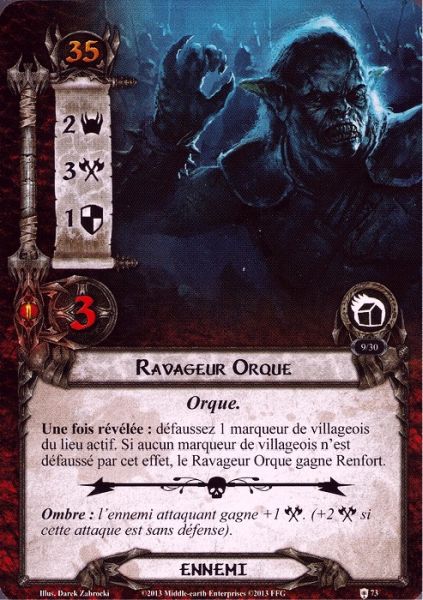 35
2
3
1
3
9/30
Ravageur Orque
Orque.
Une fois révélée : défaussez 1 marqueur de villageois
du lieu actif. Si aucun marqueur de villageois n'est
défaussé par cet effet, le Ravageur Orque gagne Renfort.
Ombre : l'ennemi attaquant gagne +1 . (+2 si
cette attaque est sans défense).
ENNEMI
Illus. Darek Zabrocki ©2013 Middle-earth Enterprises ©2013 FFG 73